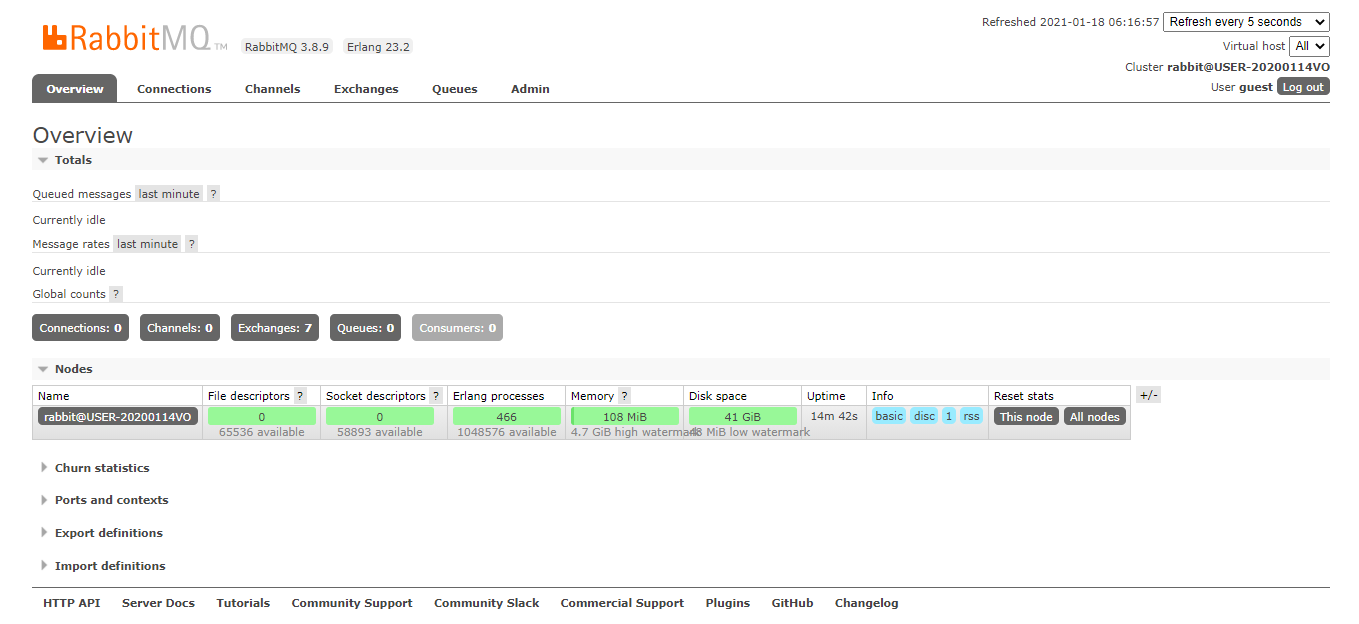 RabbitMQ TM RabbitMQ 3.8.9 Erlang 23.2
Refreshed 2021-01-18 06:16:57 Refresh every 5 seconds
Virtual host All
Cluster rabbit@USER-20200114VO
User guest Log out
Overview Connections Channels Exchanges Queues Admin
Overview
Totals
Queued messages last minute ?
Currently idle
Message rates last minute ?
Currently idle
Global counts ?
Connections: 0 Channels: 0 Exchanges: 7 Queues: 0 Consumers: 0
Nodes
Name File descriptors ? Socket descriptors ? Erlang processes Memory ? Disk space Uptime Info Reset stats +/-
rabbit@USER-20200114VO 0 0 466 108 MiB 41 GiB 14m 42s basic disc 1 rss This node All nodes
65536 available 58893 available 1048576 available 4.7 GiB high watermark 48 MiB low watermark
Churn statistics
Ports and contexts
Export definitions
Import definitions
HTTP API Server Docs Tutorials Community Support Community Slack Commercial Support Plugins GitHub Changelog